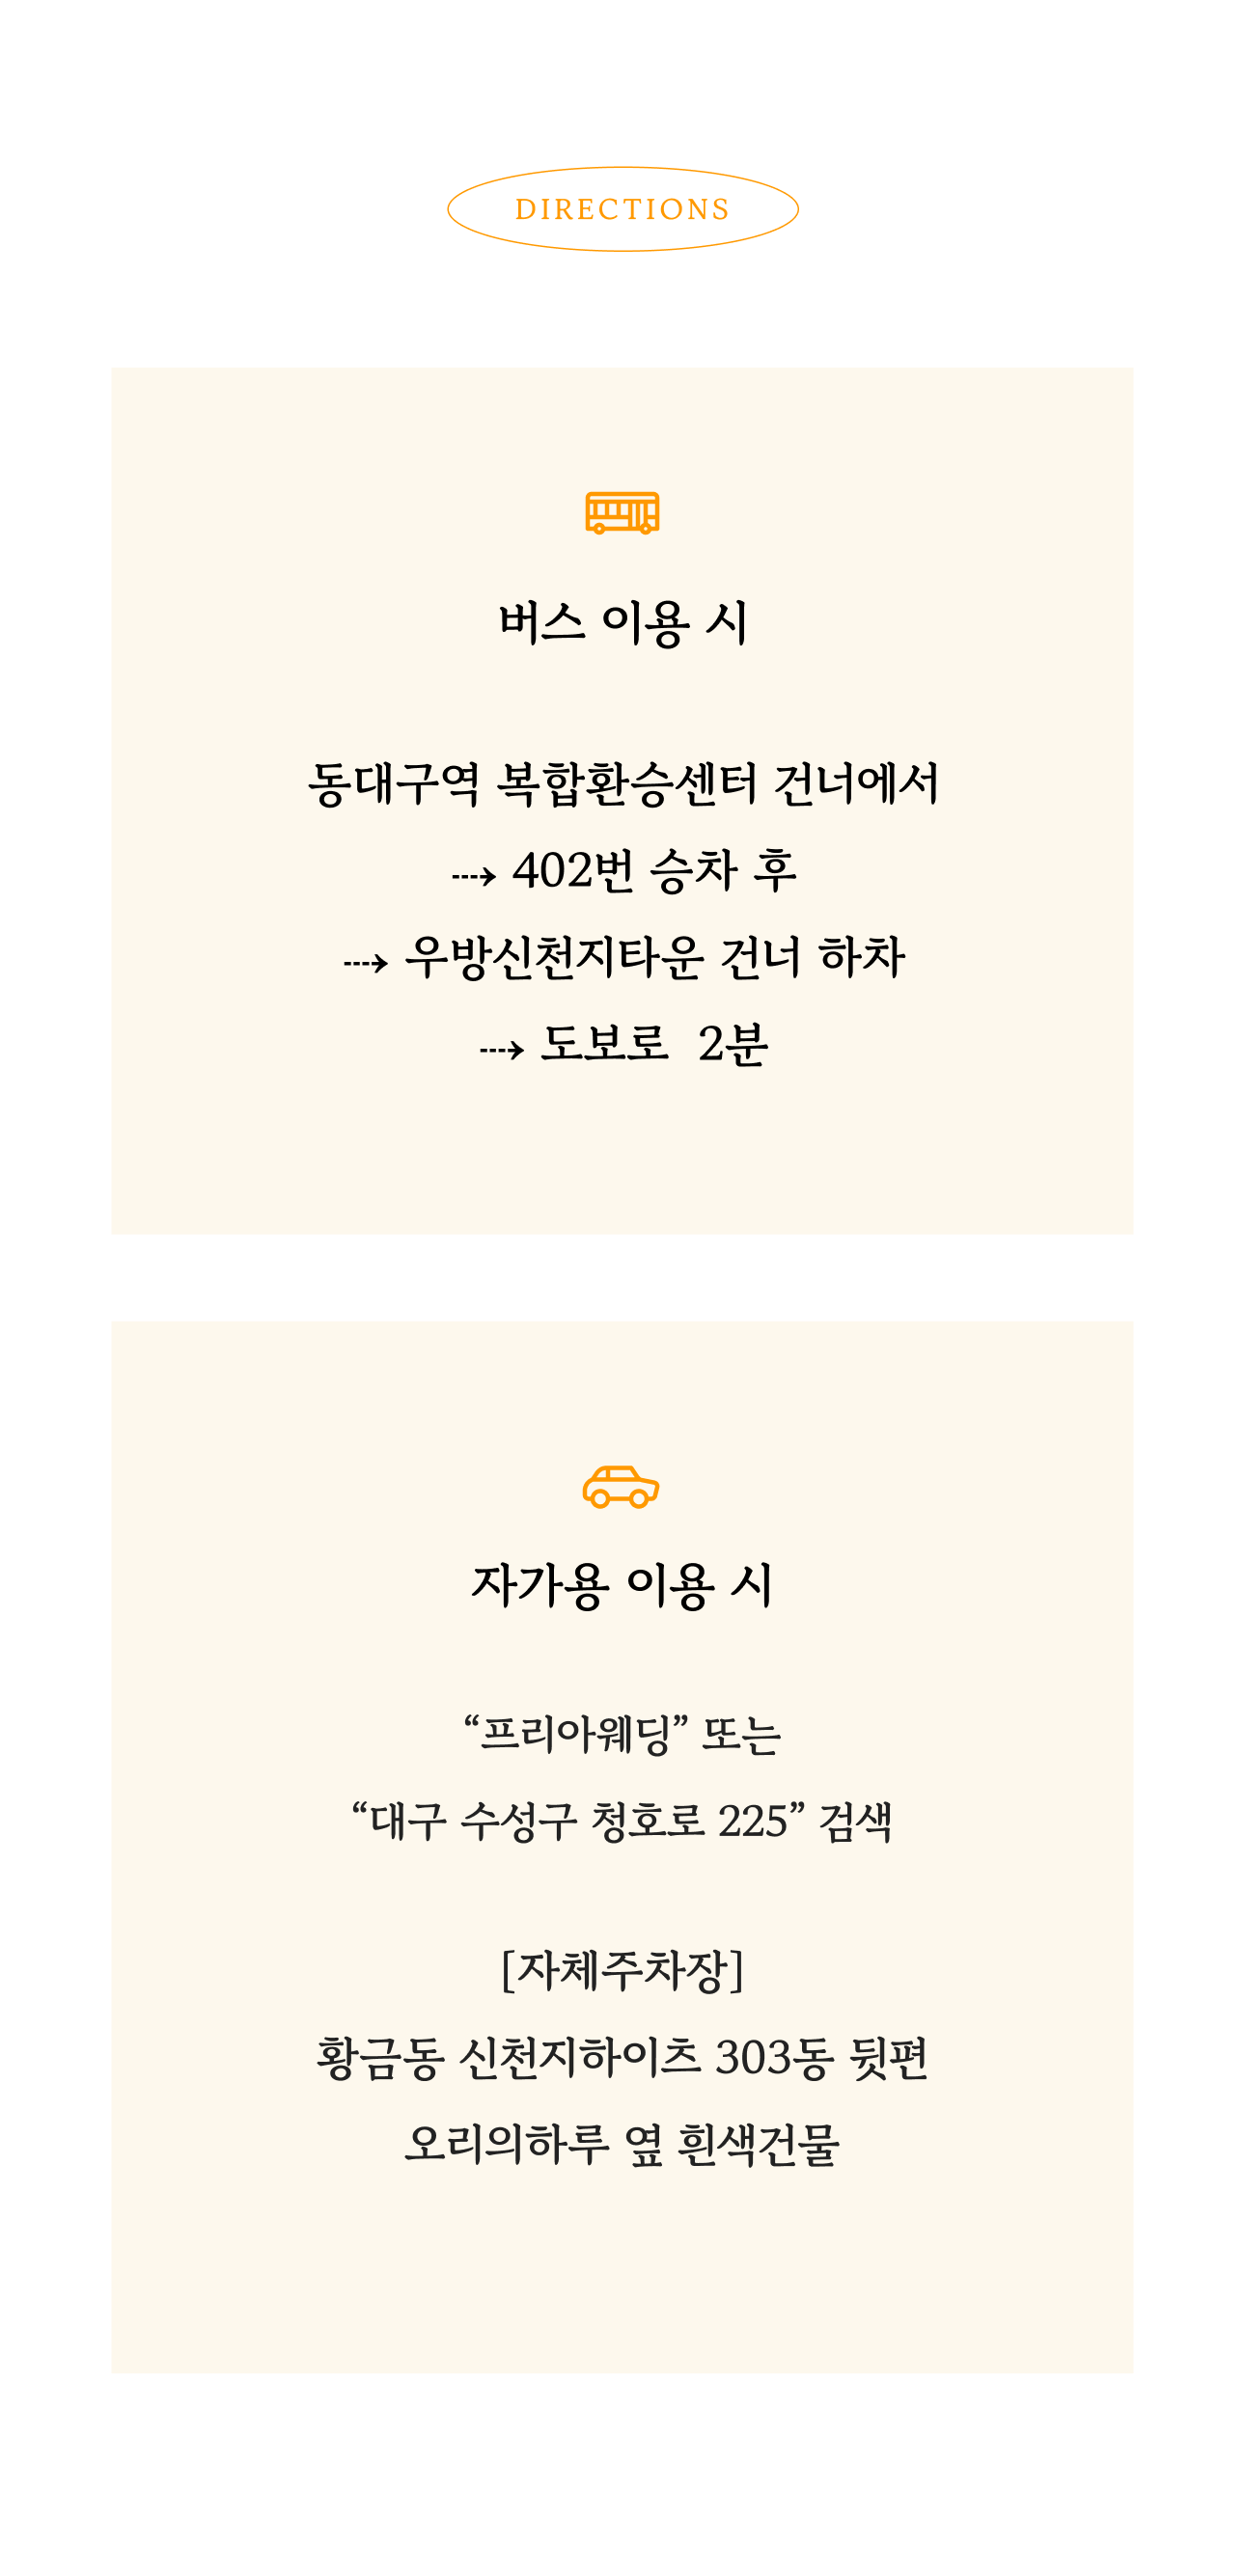 DIRECTIONS
버스 이용 시
동대구역 복합환승센터 건너에서
⤑ 402번 승차 후
⤑ 우방신천지타운 건너 하차
⤑ 도보로 2분
자가용 이용 시
“프리아웨딩” 또는
“대구 수성구 청호로 225” 검색
[자체주차장]
황금동 신천지하이츠 303동 뒷편
오리의하루 옆 흰색건물